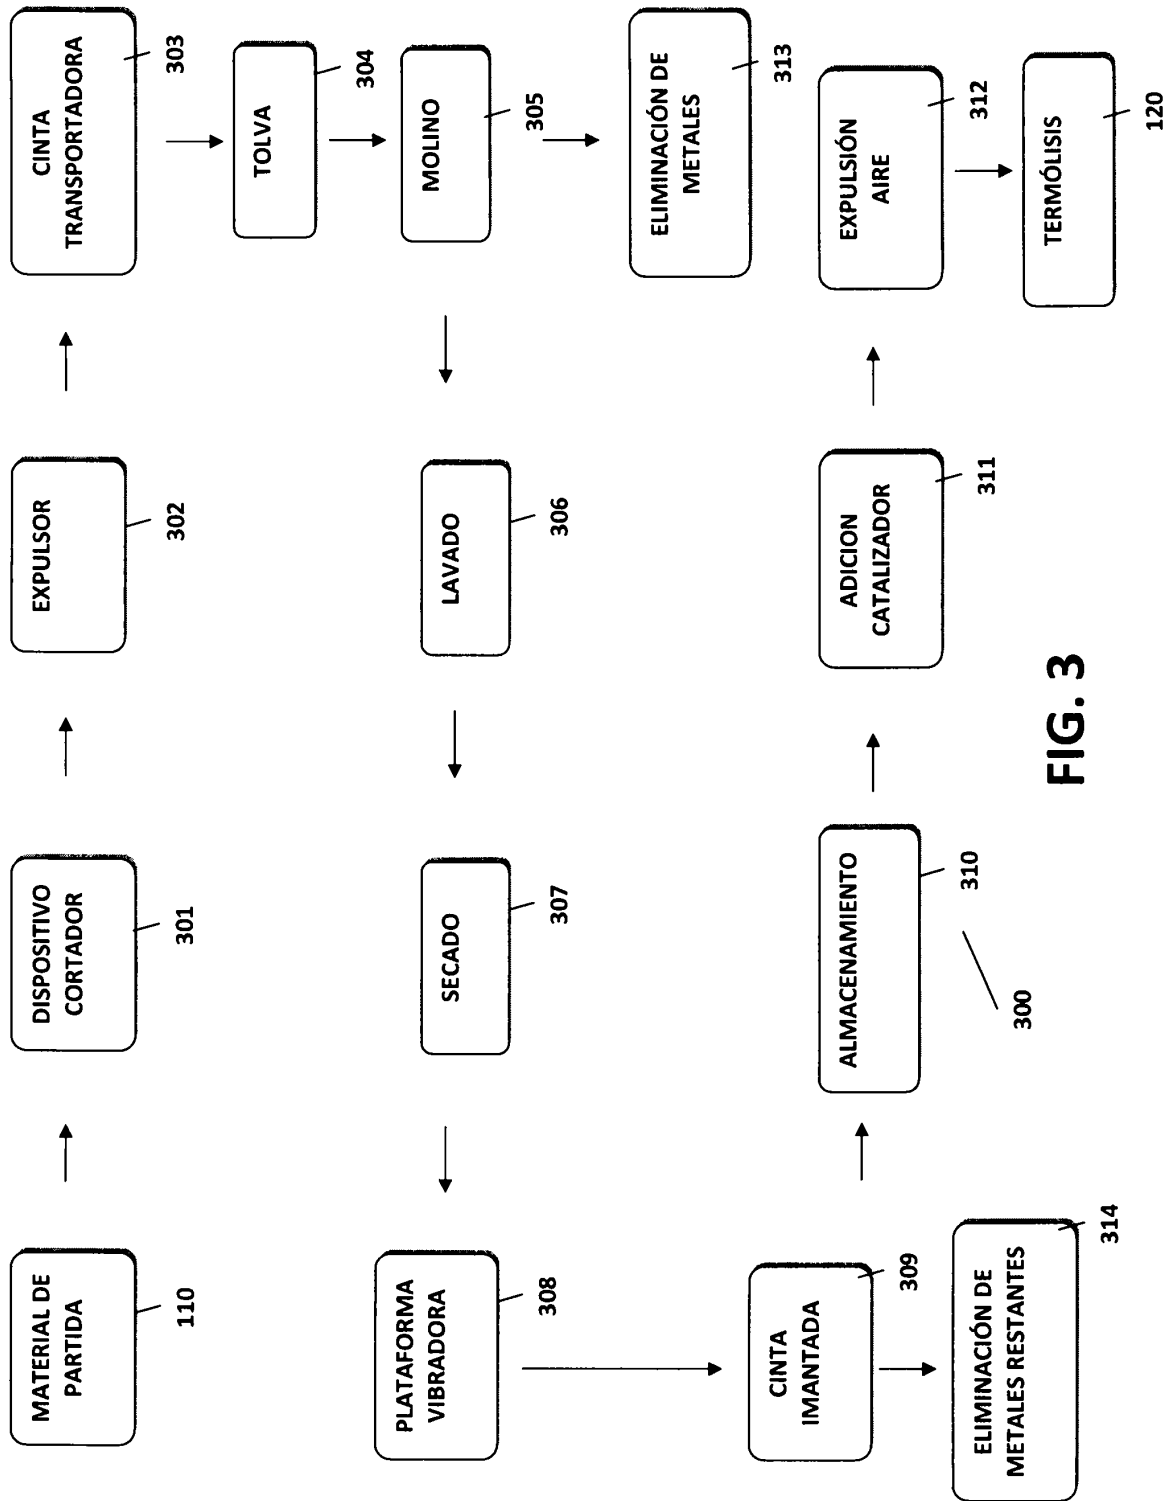 MATERIAL DE
PARTIDA
110
DISPOSITIVO
CORTADOR
301
EXPULSOR
302
CINTA
TRANSPORTADORA
303
TOLVA
304
MOLINO
305
ELIMINACIÓN DE
METALES
313
LAVADO
306
SECADO
307
PLATAFORMA
VIBRADORA
308
CINTA
IMANTADA
309
ELIMINACIÓN DE
METALES RESTANTES
314
ALMACENAMIENTO
310
300
ADICION
CATALIZADOR
311
EXPULSIÓN
AIRE
312
TERMÓLISIS
120
FIG. 3